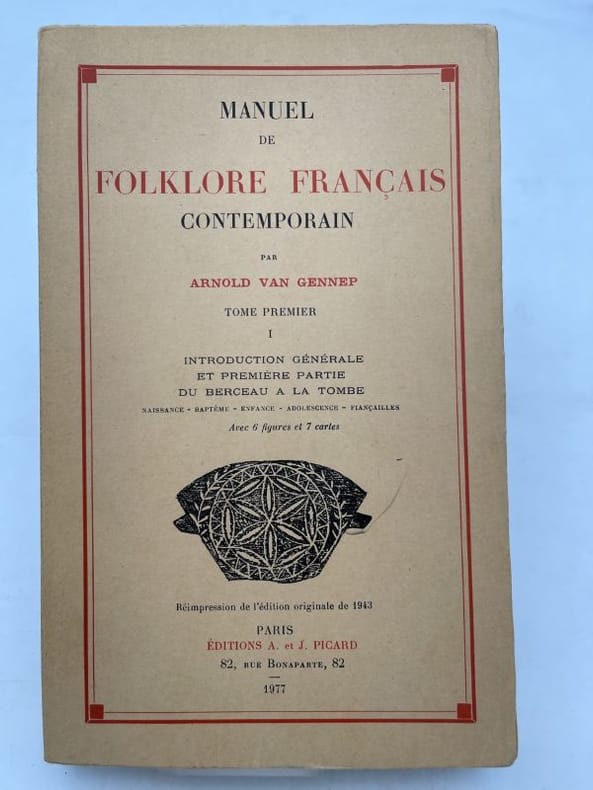 MANUEL
DE
FOLKLORE FRANÇAIS
CONTEMPORAIN
PAR
ARNOLD VAN GENNEP
TOME PREMIER
I
INTRODUCTION GÉNÉRALE
ET PREMIÈRE PARTIE
DU BERCEAU A LA TOMBE
NAISSANCE - BAPTÊME - ENFANCE - ADOLESCENCE - FIANÇAILLES
Avec 6 figures et 7 cartes
Réimpression de l'édition originale de 1943
PARIS
ÉDITIONS A. et J. PICARD
82, RUE BONAPARTE, 82
1977